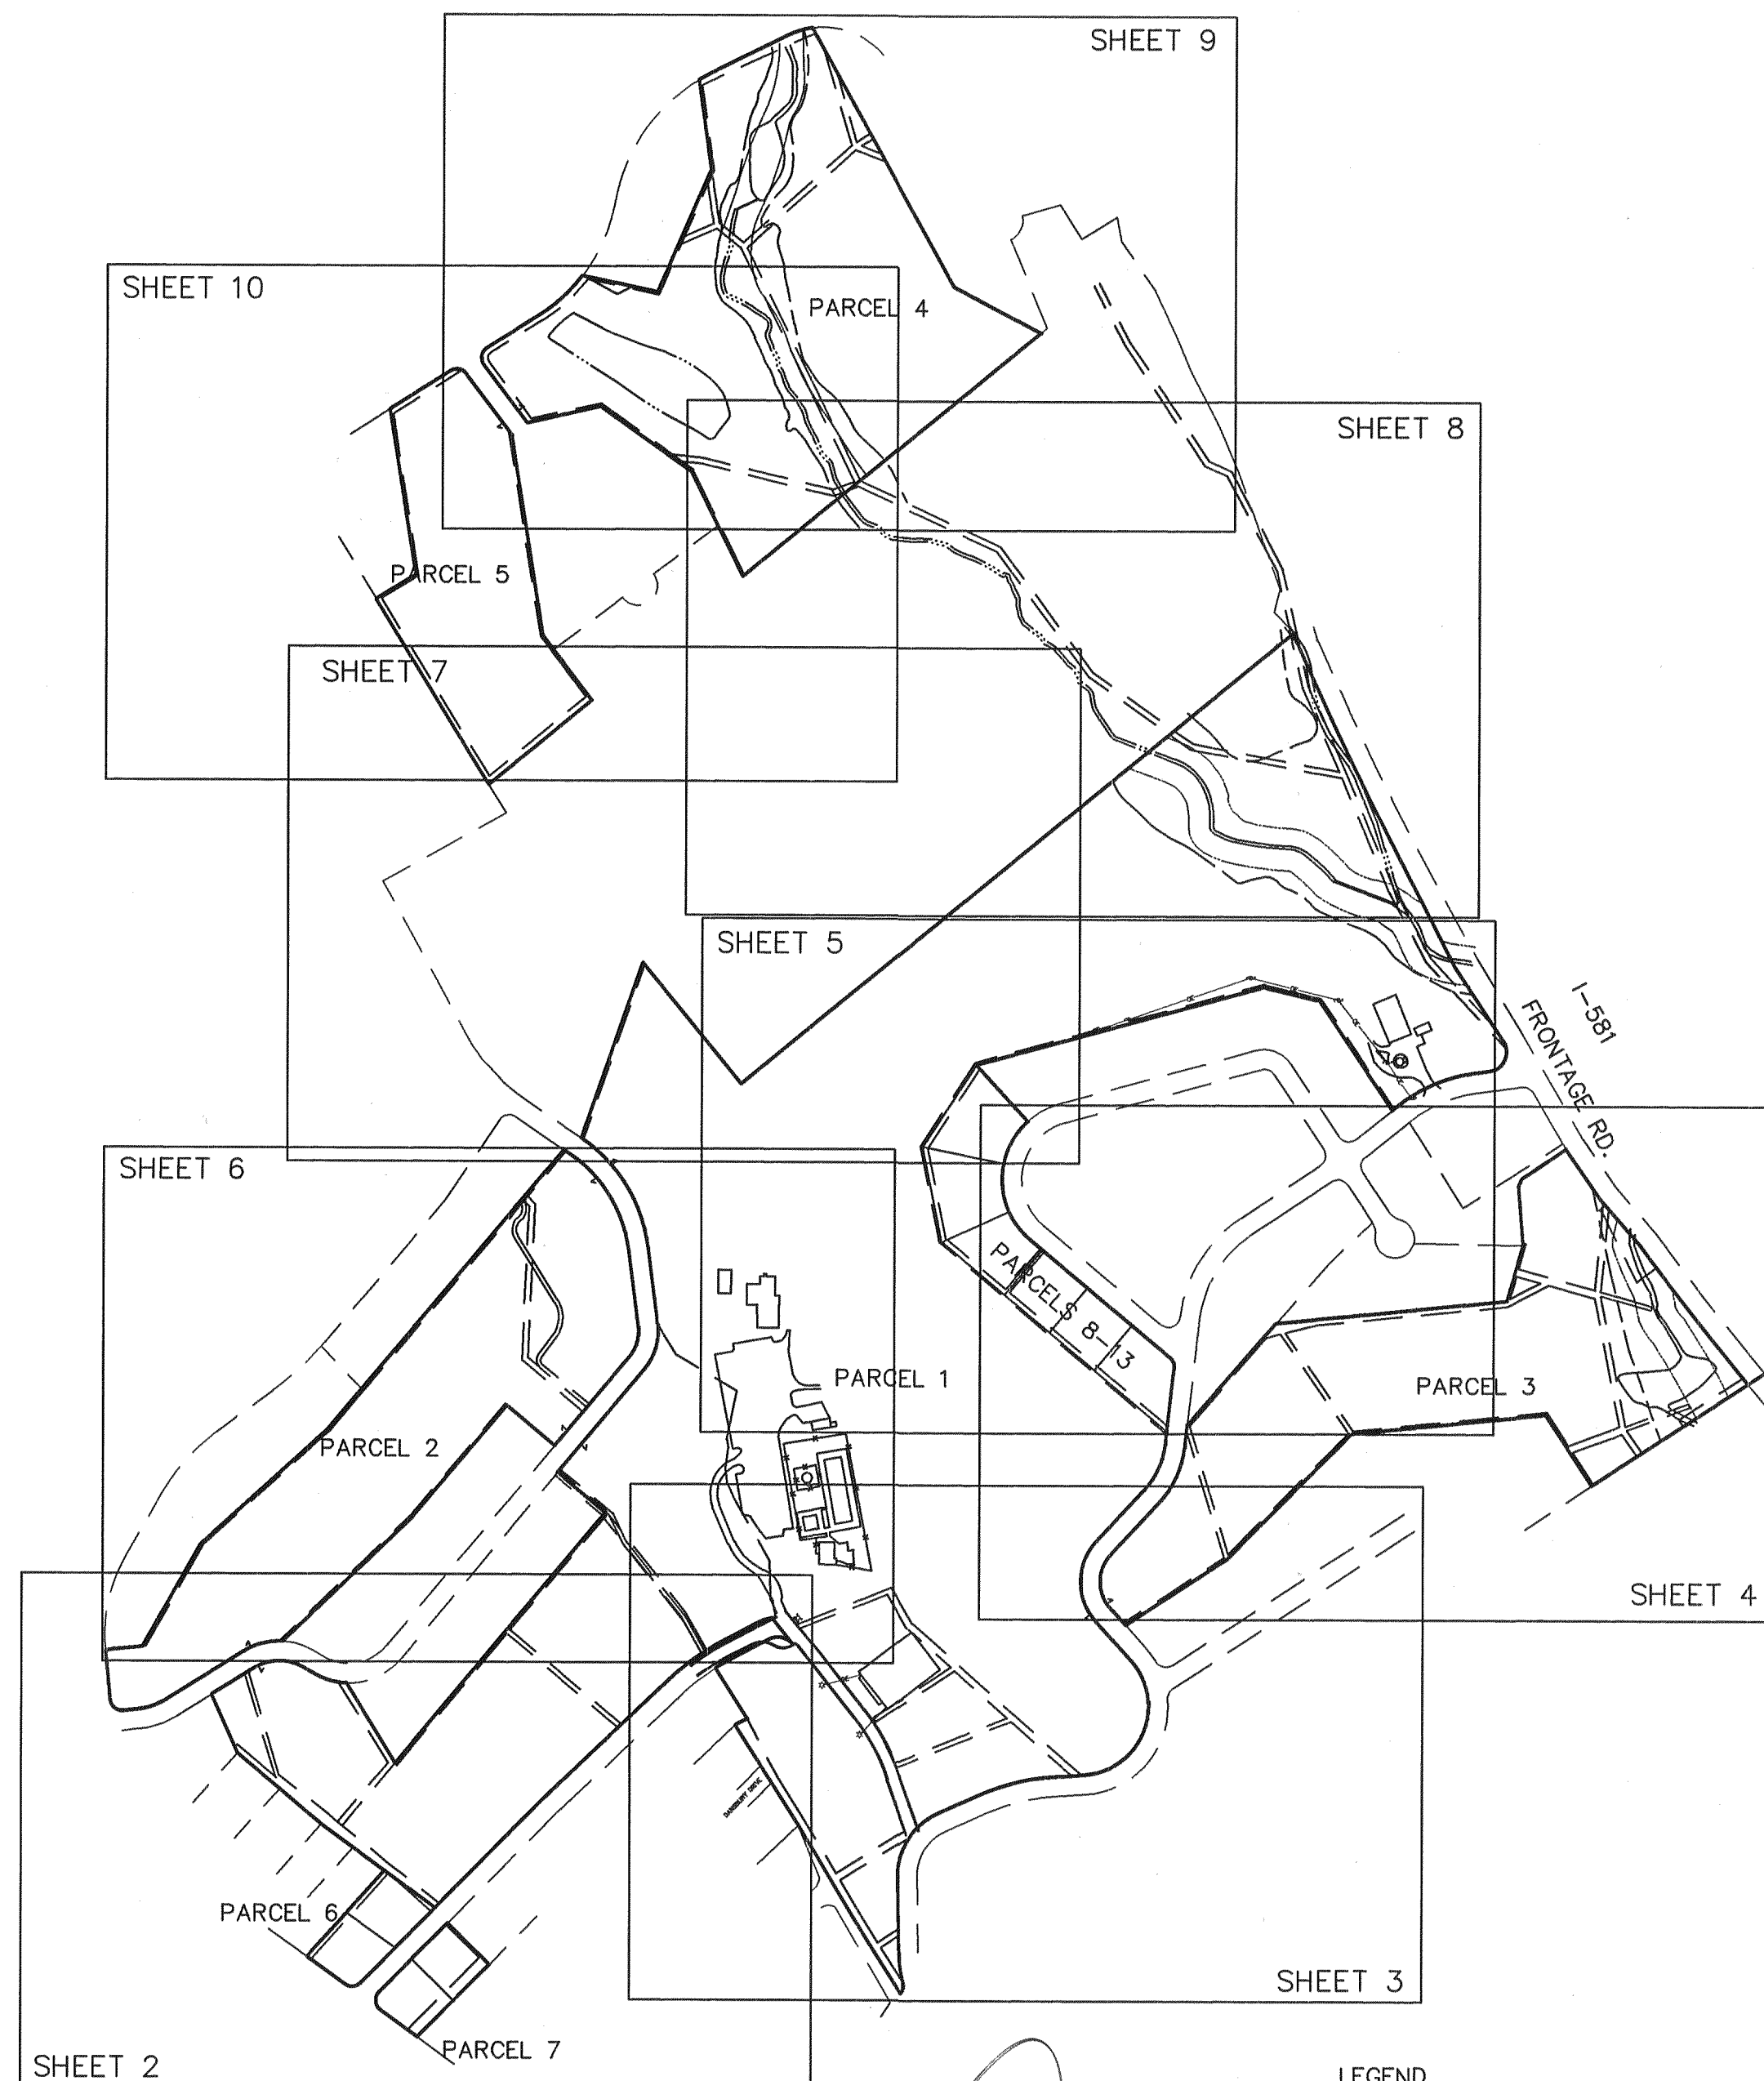 SHEET 9
SHEET 10
PARCEL 4
SHEET 8
PARCEL 5
SHEET 7
SHEET 5
I-581
FRONTAGE RD.
SHEET 6
PARCELS 8-13
PARCEL 1
PARCEL 3
PARCEL 2
SHEET 4
DANSBURY DRIVE
PARCEL 6
SHEET 3
PARCEL 7
SHEET 2
LEGEND